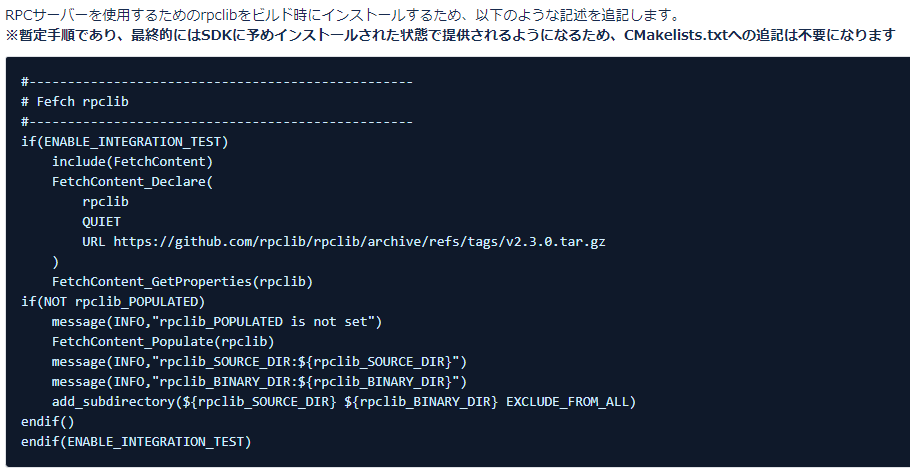 RPCサーバーを使用するためのrpclibをビルド時にインストールするため、以下のような記述を追記します。
※暫定手順であり、最終的にはSDKに予めインストールされた状態で提供されるようになるため、CMakelists.txtへの追記は不要になります
#--------------------------------------------------
# Fefch rpclib
#--------------------------------------------------
if(ENABLE_INTEGRATION_TEST)
    include(FetchContent)
    FetchContent_Declare(
        rpclib
        QUIET
        URL https://github.com/rpclib/rpclib/archive/refs/tags/v2.3.0.tar.gz
    )
    FetchContent_GetProperties(rpclib)
if(NOT rpclib_POPULATED)
    message(INFO,"rpclib_POPULATED is not set")
    FetchContent_Populate(rpclib)
    message(INFO,"rpclib_SOURCE_DIR:${rpclib_SOURCE_DIR}")
    message(INFO,"rpclib_BINARY_DIR:${rpclib_BINARY_DIR}")
    add_subdirectory(${rpclib_SOURCE_DIR} ${rpclib_BINARY_DIR} EXCLUDE_FROM_ALL)
endif()
endif(ENABLE_INTEGRATION_TEST)